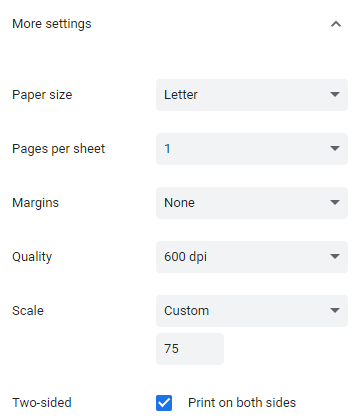 More settings
Paper size Letter
Pages per sheet 1
Margins None
Quality 600 dpi
Scale Custom
75
Two-sided Print on both sides